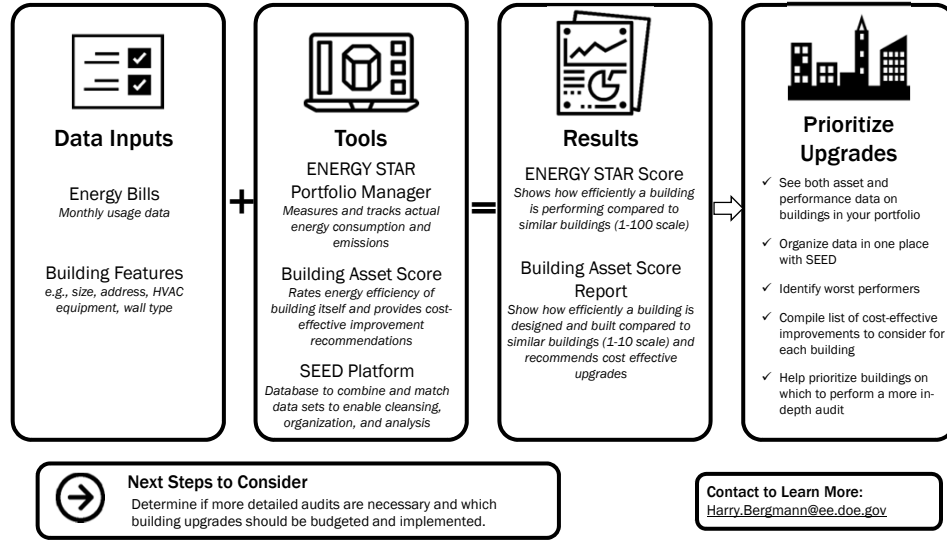 Data Inputs
Energy Bills
Monthly usage data
Building Features
e.g., size, address, HVAC
equipment, wall type
+
Tools
ENERGY STAR
Portfolio Manager
Measures and tracks actual
energy consumption and
emissions
Building Asset Score
Rates energy efficiency of
building itself and provides cost-
effective improvement
recommendations
SEED Platform
Database to combine and match
data sets to enable cleansing,
organization, and analysis
=
Results
ENERGY STAR Score
Shows how efficiently a building
is performing compared to
similar buildings (1-100 scale)
Building Asset Score
Report
Show how efficiently a building is
designed and built compared to
similar buildings (1-10 scale) and
recommends cost effective
upgrades
Prioritize
Upgrades
✓ See both asset and
performance data on
buildings in your portfolio
✓ Organize data in one place
with SEED
✓ Identify worst performers
✓ Compile list of cost-effective
improvements to consider for
each building
✓ Help prioritize buildings on
which to perform a more in-
depth audit
Next Steps to Consider
Determine if more detailed audits are necessary and which
building upgrades should be budgeted and implemented.
Contact to Learn More:
Harry.Bergmann@ee.doe.gov